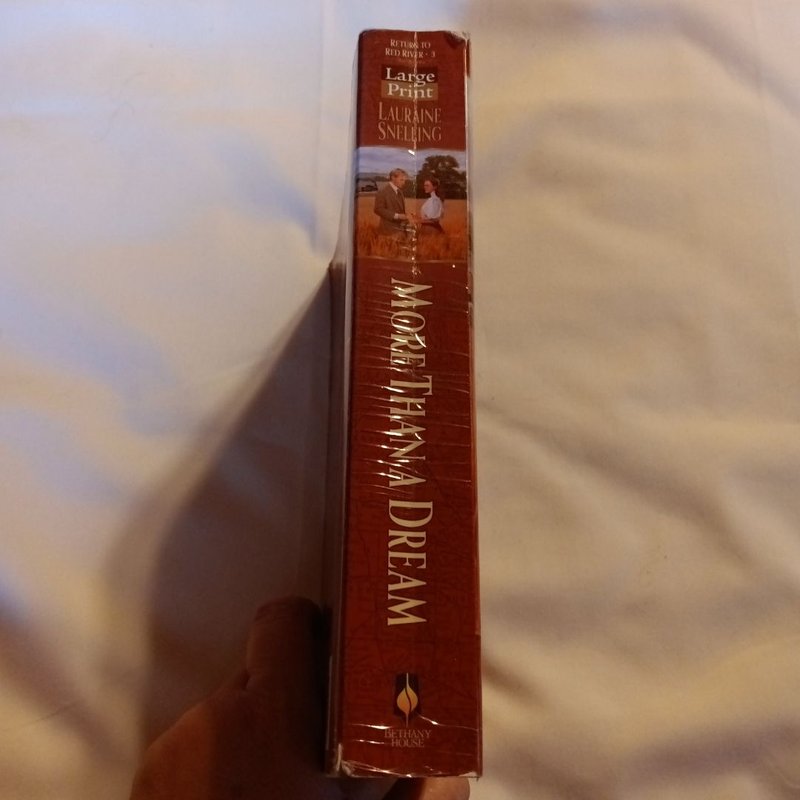 RETURN TO
RED RIVER • 3
Large
Print
LAURAINE
SNELLING
MORE THAN A DREAM
BETHANY
HOUSE